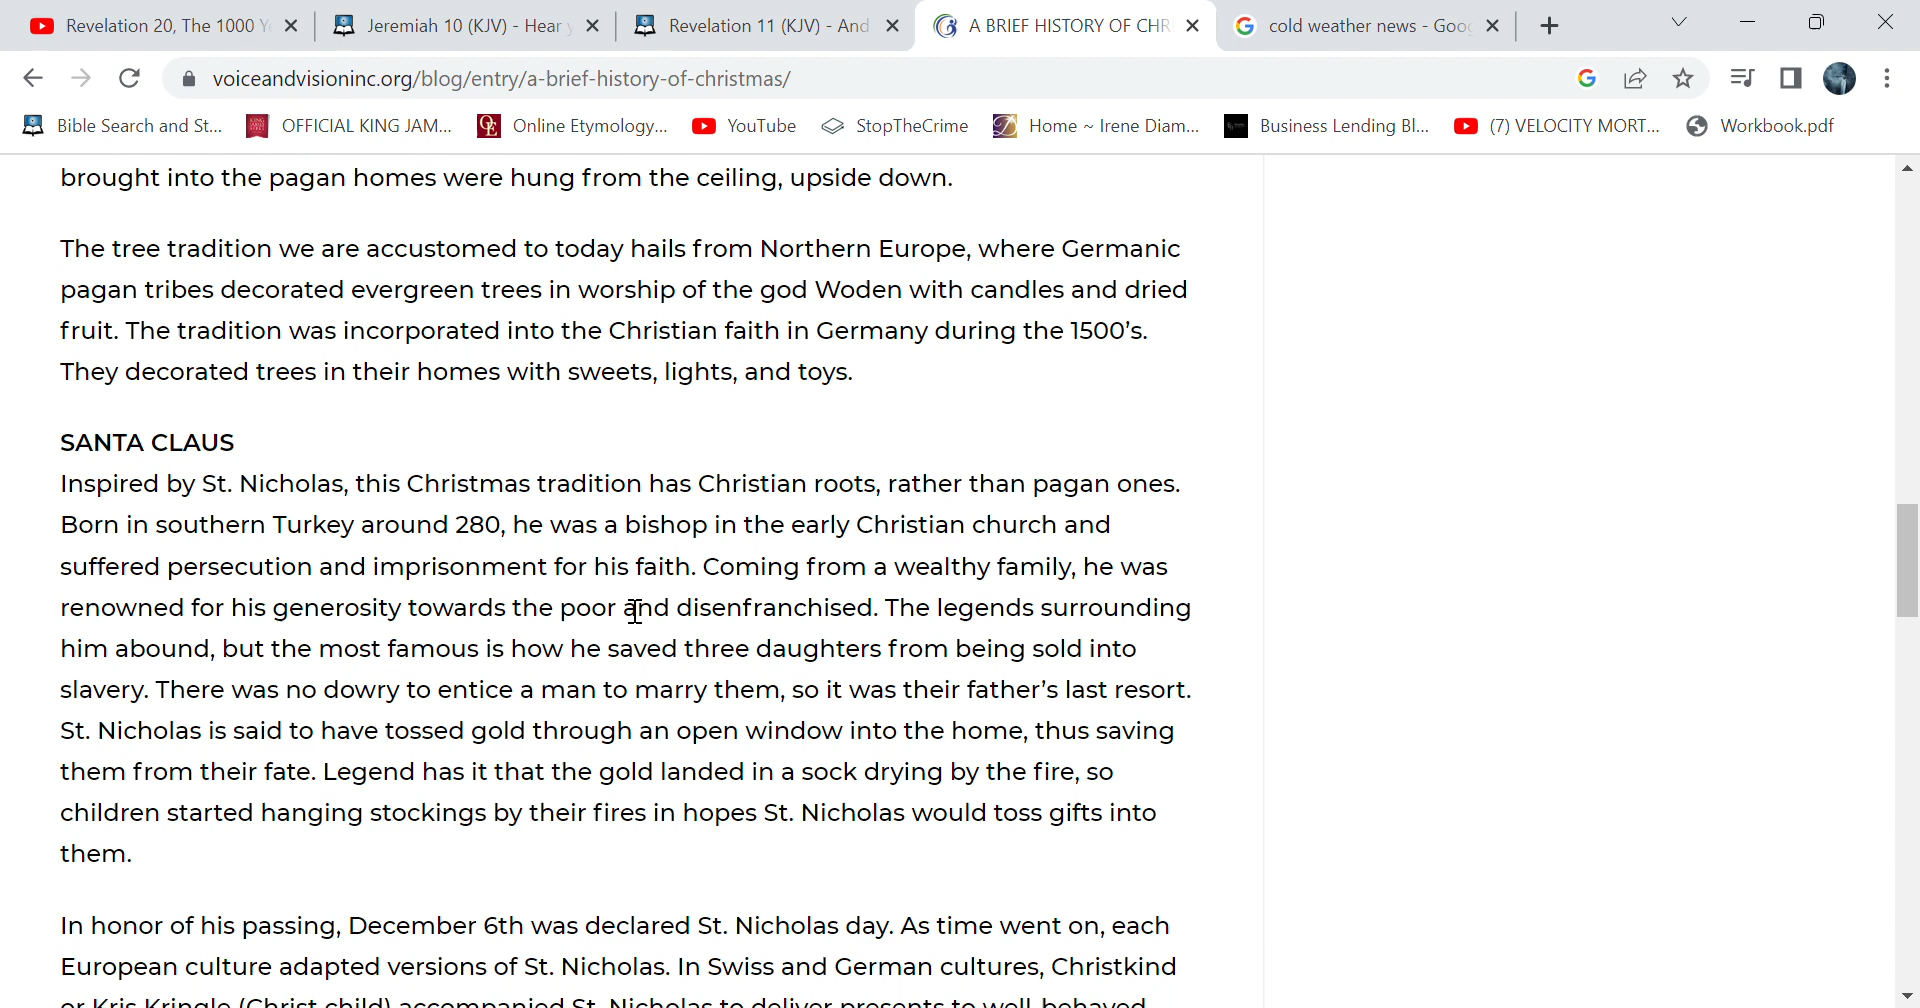 Revelation 20, The 1000 Y
Jeremiah 10 (KJV) - Hear y
Revelation 11 (KJV) - And
A BRIEF HISTORY OF CHR
cold weather news - Goog
voiceandvisioninc.org/blog/entry/a-brief-history-of-christmas/
Bible Search and St...
OFFICIAL KING JAM...
Online Etymology...
YouTube
StopTheCrime
Home ~ Irene Diam...
Business Lending Bl...
(7) VELOCITY MORT...
Workbook.pdf
brought into the pagan homes were hung from the ceiling, upside down.
The tree tradition we are accustomed to today hails from Northern Europe, where Germanic
pagan tribes decorated evergreen trees in worship of the god Woden with candles and dried
fruit. The tradition was incorporated into the Christian faith in Germany during the 1500’s.
They decorated trees in their homes with sweets, lights, and toys.
SANTA CLAUS
Inspired by St. Nicholas, this Christmas tradition has Christian roots, rather than pagan ones.
Born in southern Turkey around 280, he was a bishop in the early Christian church and
suffered persecution and imprisonment for his faith. Coming from a wealthy family, he was
renowned for his generosity towards the poor and disenfranchised. The legends surrounding
him abound, but the most famous is how he saved three daughters from being sold into
slavery. There was no dowry to entice a man to marry them, so it was their father’s last resort.
St. Nicholas is said to have tossed gold through an open window into the home, thus saving
them from their fate. Legend has it that the gold landed in a sock drying by the fire, so
children started hanging stockings by their fires in hopes St. Nicholas would toss gifts into
them.
In honor of his passing, December 6th was declared St. Nicholas day. As time went on, each
European culture adapted versions of St. Nicholas. In Swiss and German cultures, Christkind
or Kris Kringle (Christ child) accompanied St. Nicholas to deliver presents to well-behaved